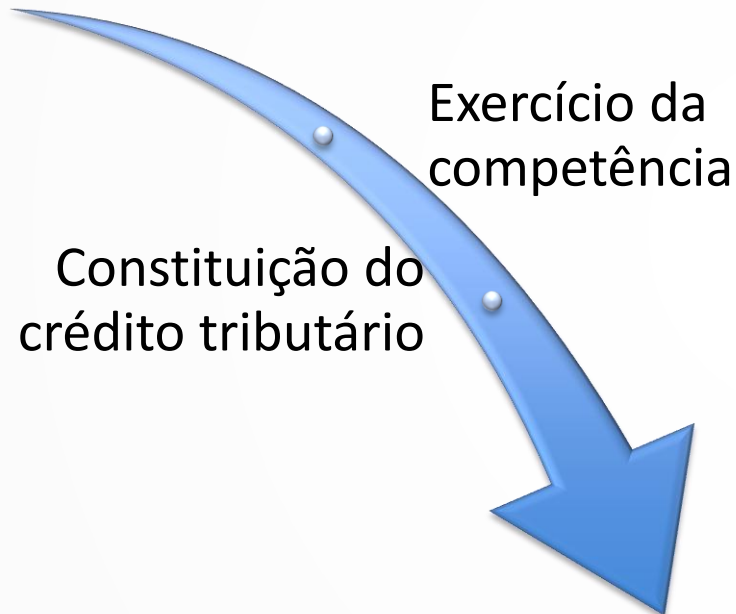 Exercício da
competência
Constituição do
crédito tributário